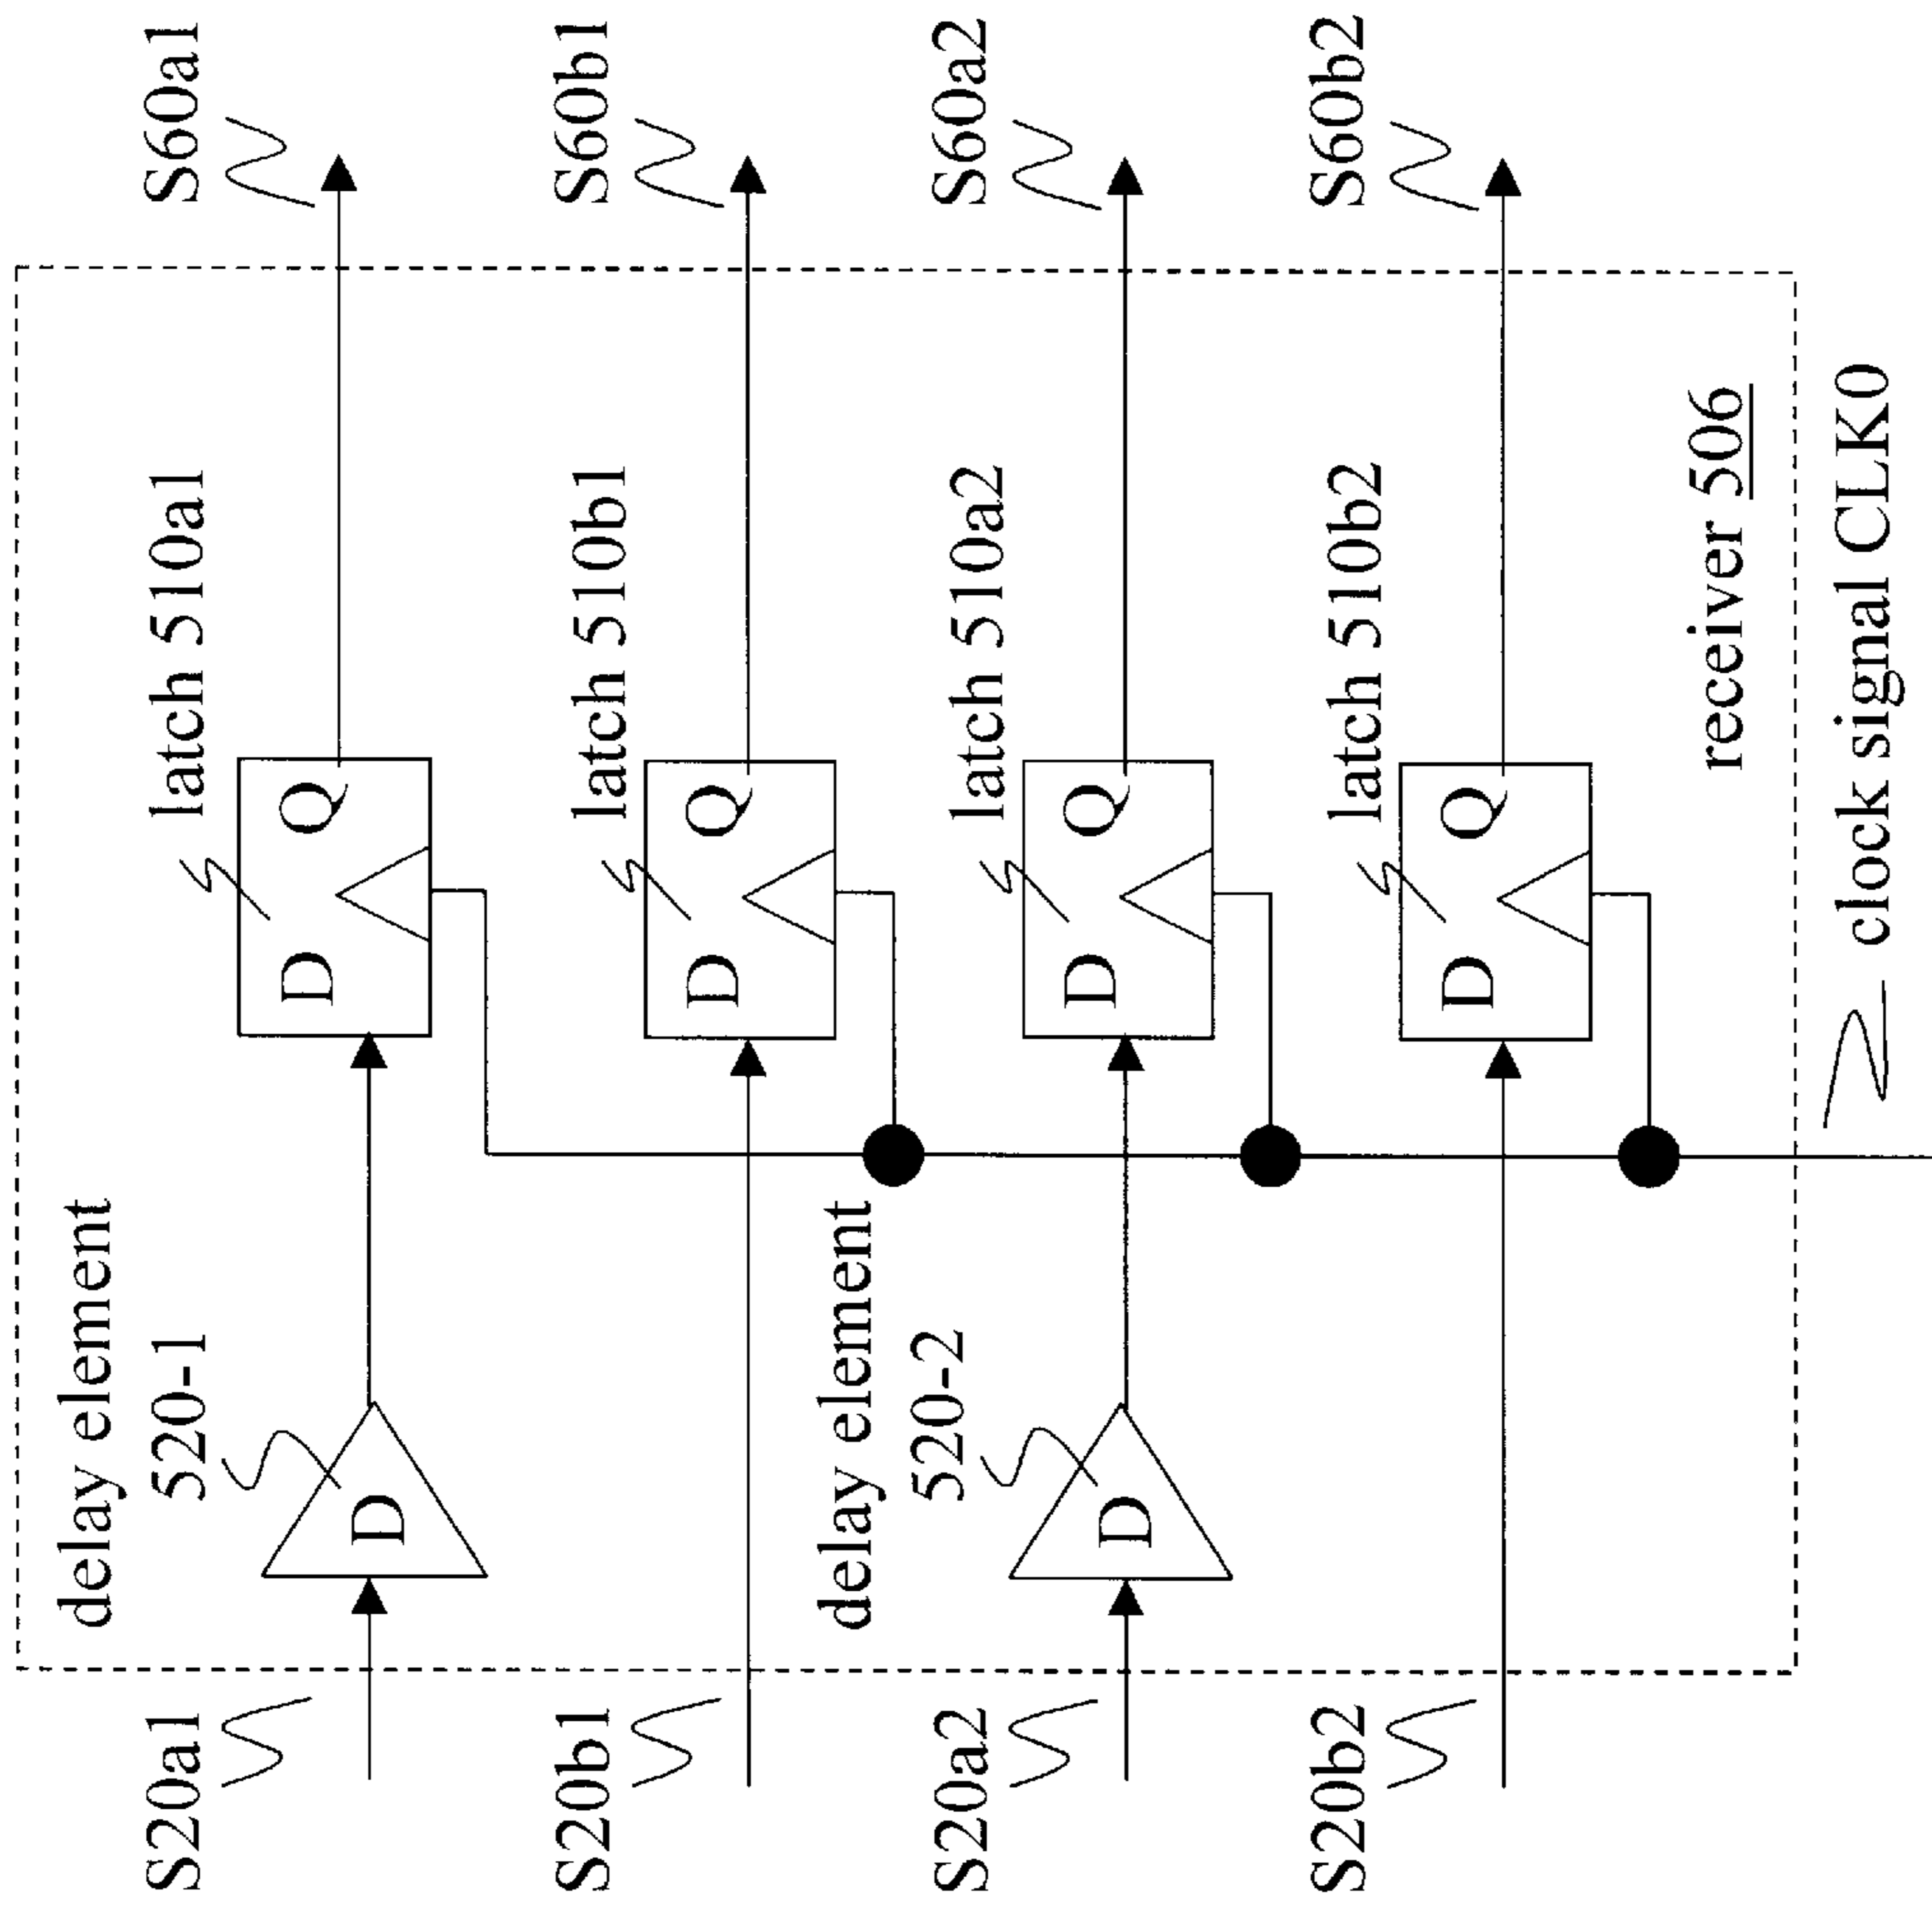 S20a1
delay element
520-1
D
latch 510a1
D Q
S60a1
S20b1
latch 510b1
D Q
S60b1
S20a2
delay element
520-2
D
latch 510a2
D Q
S60a2
S20b2
latch 510b2
D Q
S60b2
receiver 506
clock signal CLK0